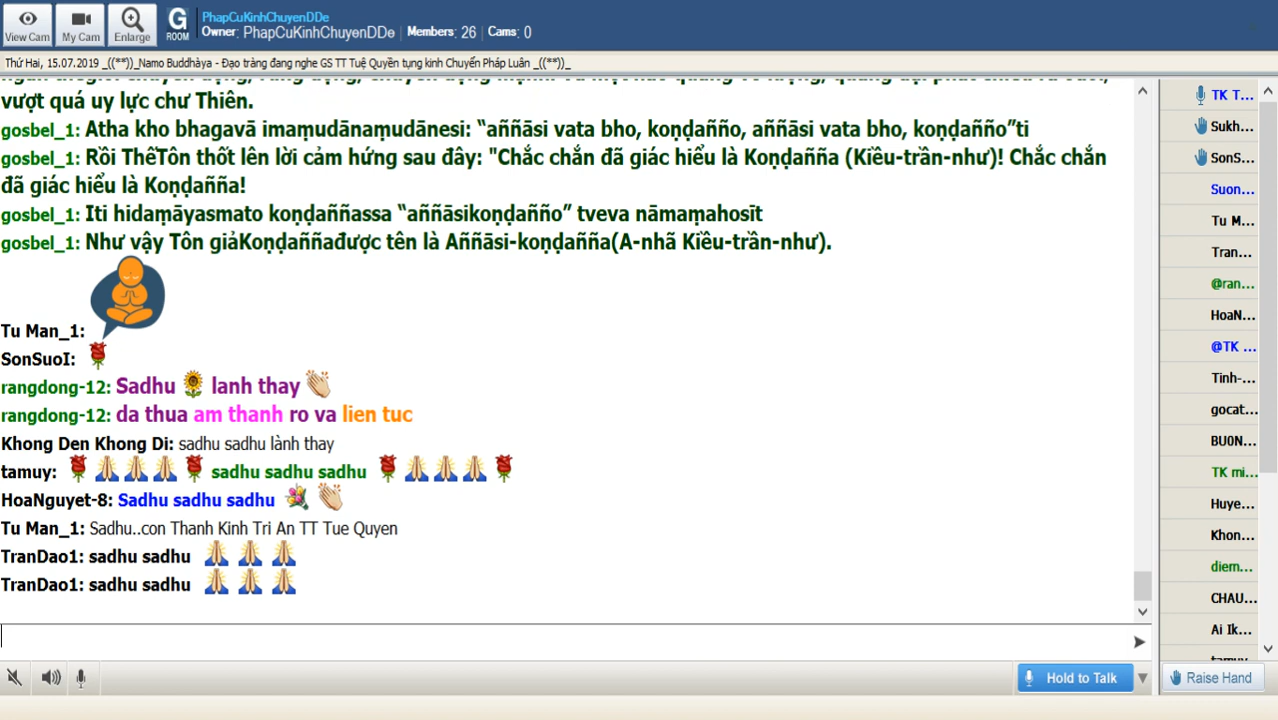 View Cam
My Cam
Enlarge
G
ROOM
PhapCuKinhChuyenDDe
Owner: PhapCuKinhChuyenDDe | Members: 26 | Cams: 0
Thứ Hai, 15.07.2019 _((**))_Namo Buddhàya - Đạo tràng đang nghe GS TT Tuệ Quyền tụng kinh Chuyển Pháp Luân _((**))_
vượt quá uy lực chư Thiên.
gosbel_1: Atha kho bhagavā imaṃudānaṃudānesi: “aññāsi vata bho, koṇḍañño, aññāsi vata bho, koṇḍañño”ti
gosbel_1: Rồi ThếTôn thốt lên lời cảm hứng sau đây: "Chắc chắn đã giác hiểu là Koṇḍañña (Kiều-trần-như)! Chắc chắn
đã giác hiểu là Koṇḍañña!
gosbel_1: Iti hidaṃāyasmato koṇḍaññassa “aññāsikoṇḍañño” tveva nāmaṃahosīt
gosbel_1: Như vậy Tôn giảKoṇḍaññađược tên là Aññāsi-koṇḍañña(A-nhã Kiều-trần-như).
Tu Man_1:
SonSuoI:
rangdong-12: Sadhu lanh thay
rangdong-12: da thua am thanh ro va lien tuc
Khong Den Khong Di: sadhu sadhu lành thay
tamuy: sadhu sadhu sadhu
HoaNguyet-8: Sadhu sadhu sadhu
Tu Man_1: Sadhu..con Thanh Kinh Tri An TT Tue Quyen
TranDao1: sadhu sadhu
TranDao1: sadhu sadhu
TK T...
Sukh...
SonS...
Suon...
Tu M...
Tran...
@ran...
HoaN...
@TK ...
Tinh-...
gocat...
BU0N...
TK mi...
Huye...
Khon...
diem...
CHAU...
Ai Ik...
Hold to Talk
Raise Hand